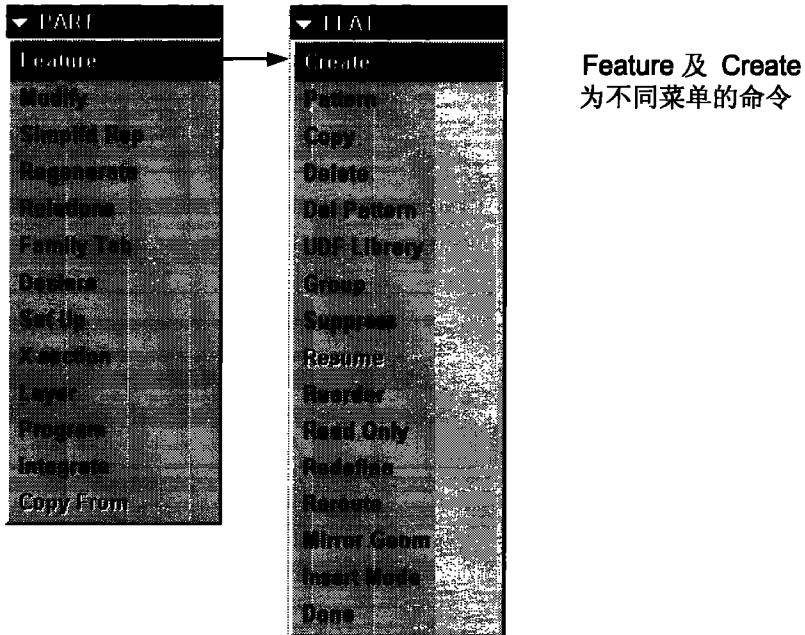 PART
Feature
Modify
Simplfd Rep
Regenerate
Relations
Family Tab
Declare
Set Up
X-section
Layer
Program
Integrate
Copy From
FEAT
Create
Pattern
Copy
Delete
Del Pattern
UDF Library
Group
Suppress
Resume
Reorder
Read Only
Redefine
Reroute
Mirror Geom
Insert Mode
Done
Feature 及 Create
为不同菜单的命令